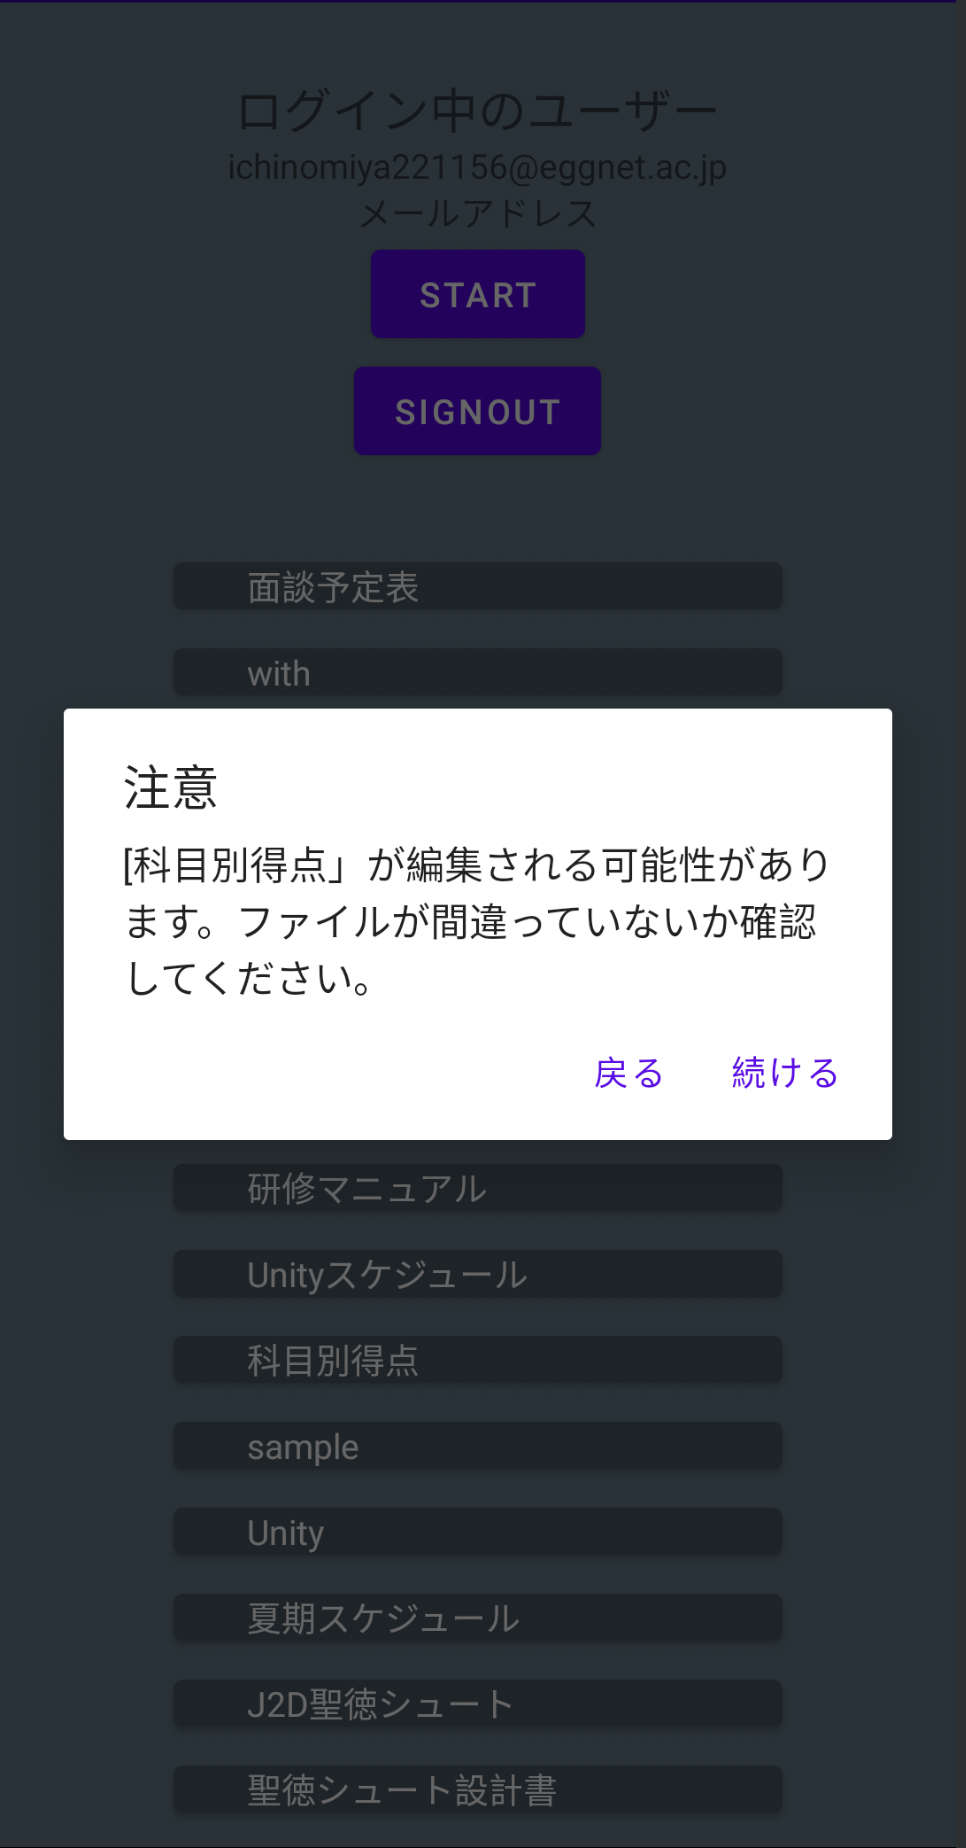 ログイン中のユーザー
ichinomiya221156@eggnet.ac.jp
メールアドレス
START
SIGNOUT
面談予定表
with
注意
[科目別得点」が編集される可能性があり
ます。ファイルが間違っていないか確認
してください。
戻る 続ける
研修マニュアル
Unityスケジュール
科目別得点
sample
Unity
夏期スケジュール
J2D聖徳シュート
聖徳シュート設計書